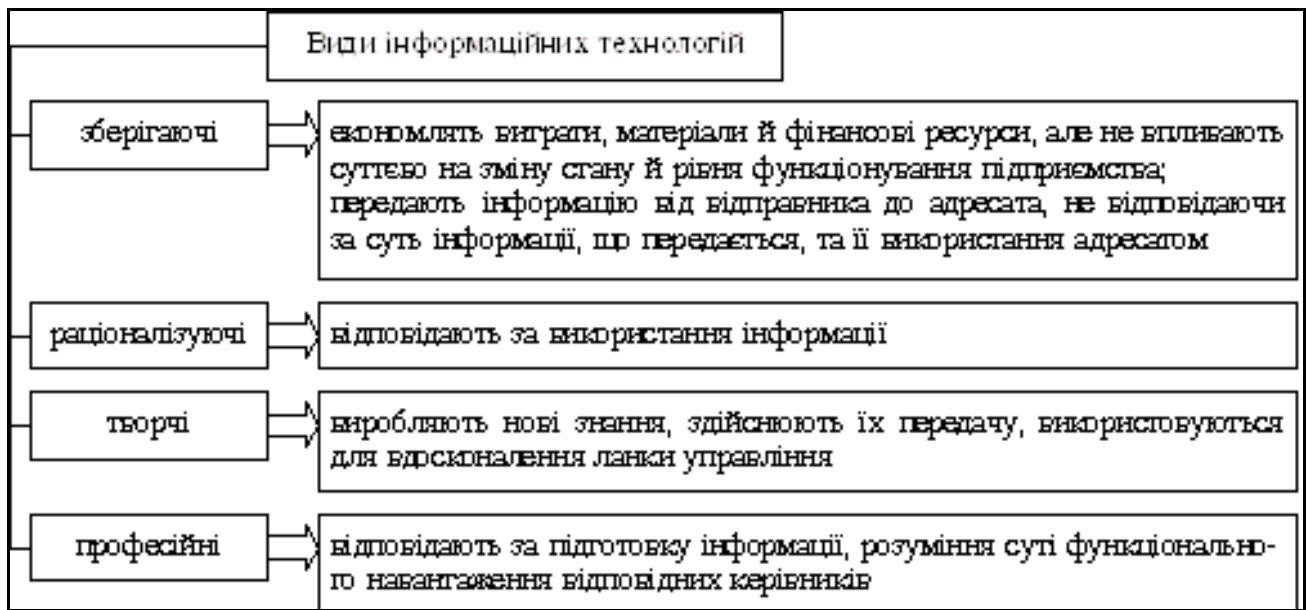 Види інформаційних технологій
зберігаючі
економлять витрати, матеріали й фінансові ресурси, але не впливають
суттєво на зміну стану й рівня функціонування підприємства;
передають інформацію від відправника до адресата, не відповідаючи
за суть інформації, що передається, та її використання адресатом
раціоналізуючі
відповідають за використання інформації
творчі
виробляють нові знання, здійснюють їх передачу, використовуються
для вдосконалення ланки управління
професійні
відповідають за підготовку інформації, розуміння суті функціонально-
го навантаження відповідних керівників